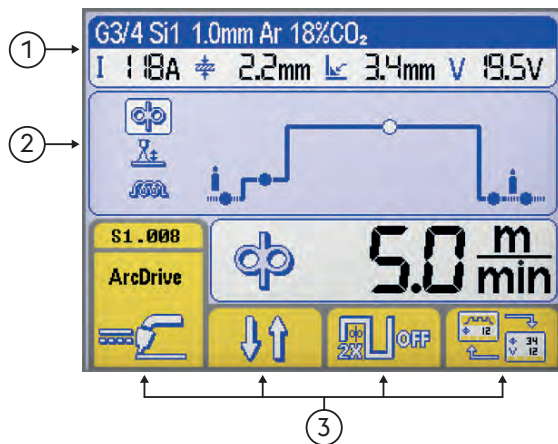 G3/4 Si1 1.0mm Ar 18%CO₂
1
I 118A 2.2mm 3.4mm V 19.5V
2
S1.008
ArcDrive
5.0 m/min
2X OFF
12
Φ 34
V 12
3